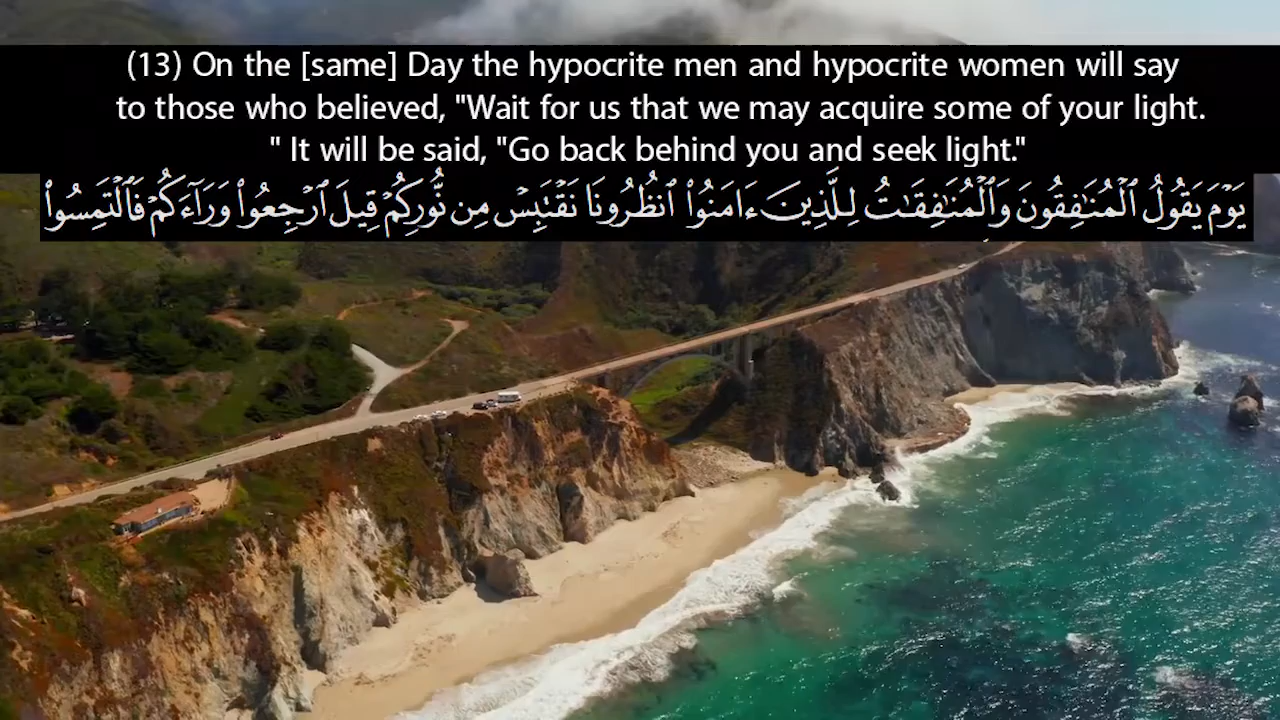 (13) On the [same] Day the hypocrite men and hypocrite women will say
to those who believed, "Wait for us that we may acquire some of your light.
" It will be said, "Go back behind you and seek light."
يَوْمَ يَقُولُ ٱلْمُنَٰفِقُونَ وَٱلْمُنَٰفِقَٰتُ لِلَّذِينَ ءَامَنُوا۟ ٱنظُرُونَا نَقْتَبِسْ مِن نُّورِكُمْ قِيلَ ٱرْجِعُوا۟ وَرَآءَكُمْ فَٱلْتَمِسُوا۟